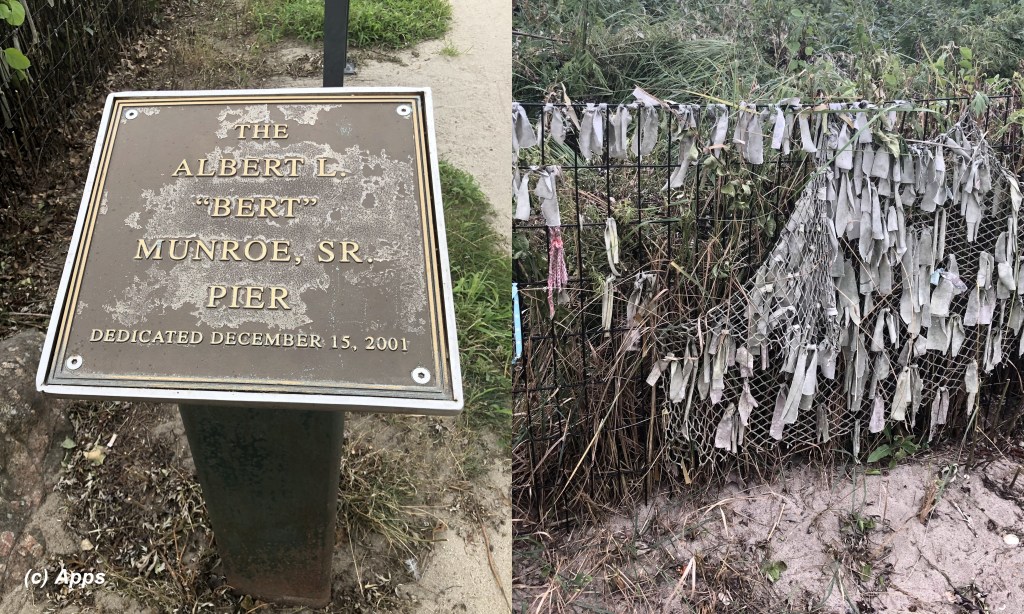 THE
ALBERT L.
"BERT"
MUNROE, SR.
PIER
DEDICATED DECEMBER 15, 2001
(c) Apps